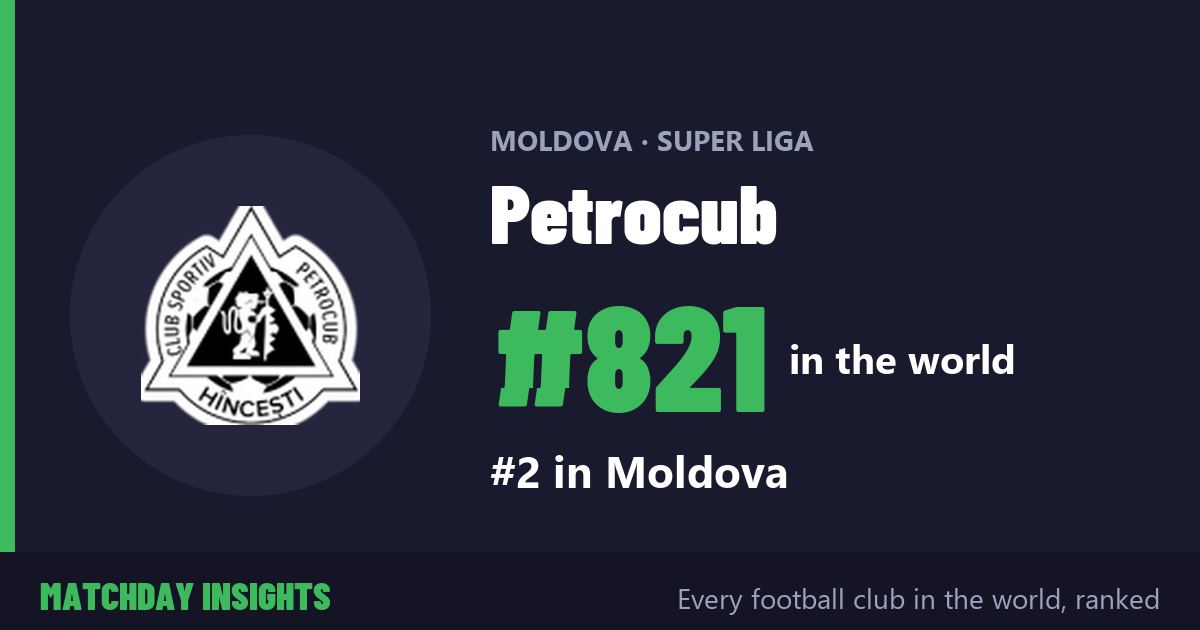 MOLDOVA · SUPER LIGA
Petrocub
CLUB SPORTIV PETROCUB
HÎNCEȘTI
#821 in the world
#2 in Moldova
MATCHDAY INSIGHTS
Every football club in the world, ranked